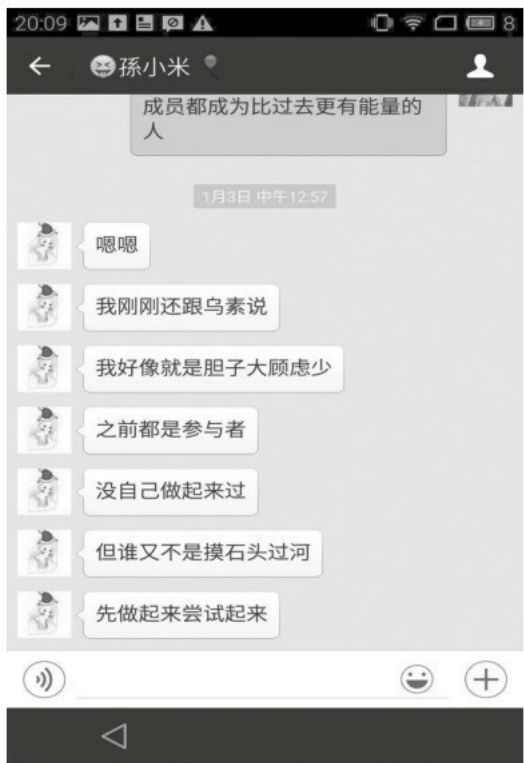 20:09
8
孫小米
成员都成为比过去更有能量的
人
1月3日 中午12:57
嗯嗯
我刚刚还跟乌素说
我好像就是胆子大顾虑少
之前都是参与者
没自己做起来过
但谁又不是摸石头过河
先做起来尝试起来